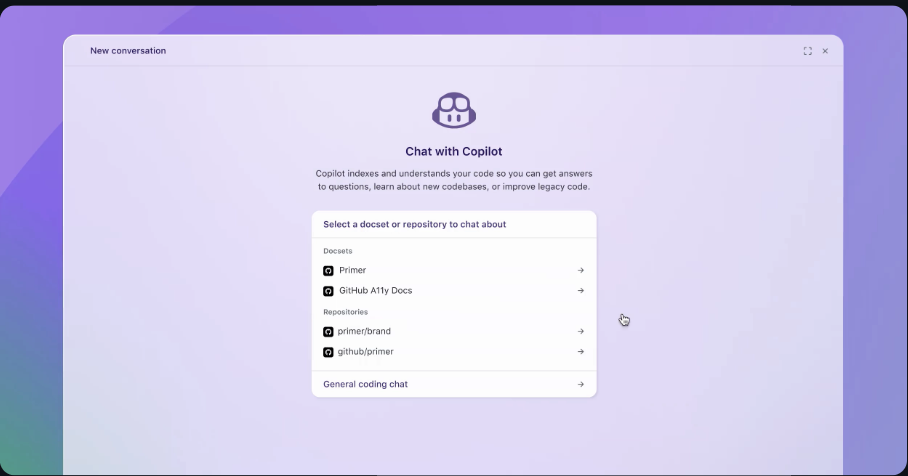 New conversation
Chat with Copilot
Copilot indexes and understands your code so you can get answers
to questions, learn about new codebases, or improve legacy code.
Select a docset or repository to chat about
Docsets
Primer
GitHub A11y Docs
Repositories
primer/brand
github/primer
General coding chat